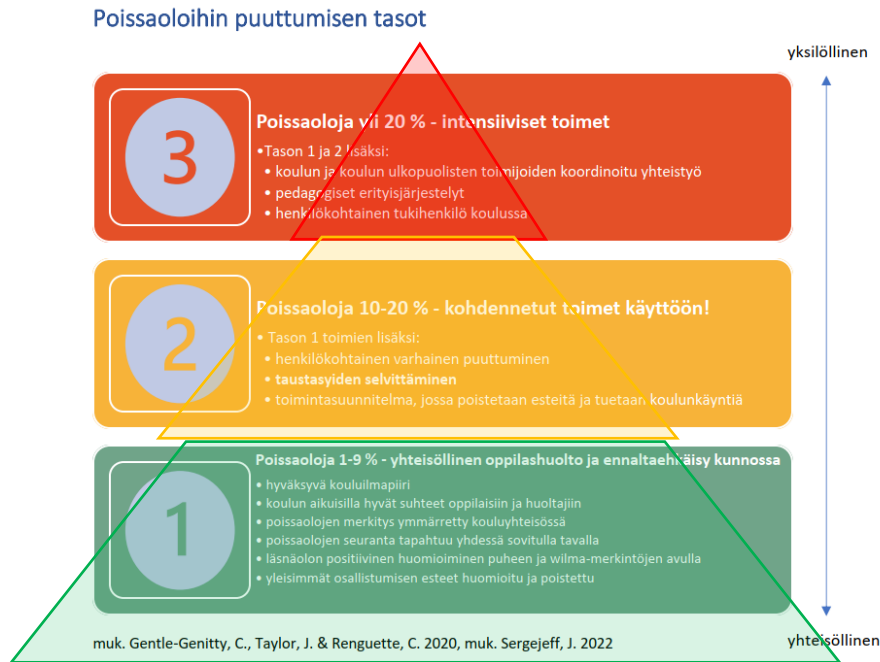 Poissaoloihin puuttumisen tasot
yksilöllinen
3
Poissaoloja yli 20 % - intensiiviset toimet
•Tason 1 ja 2 lisäksi:
• koulun ja koulun ulkopuolisten toimijoiden koordinoitu yhteistyö
• pedagogiset erityisjärjestelyt
• henkilökohtainen tukihenkilö koulussa
2
Poissaoloja 10-20 % - kohdennetut toimet käyttöön!
• Tason 1 toimien lisäksi:
• henkilökohtainen varhainen puuttuminen
• taustasyiden selvittäminen
• toimintasuunnitelma, jossa poistetaan esteitä ja tuetaan koulunkäyntiä
1
Poissaoloja 1-9 % - yhteisöllinen oppilashuolto ja ennaltaehkäisy kunnossa
• hyväksyvä kouluilmapiiri
• koulun aikuisilla hyvät suhteet oppilaisiin ja huoltajiin
• poissaolojen merkitys ymmärretty kouluyhteisössä
• poissaolojen seuranta tapahtuu yhdessä sovitulla tavalla
• läsnäolon positiivinen huomioiminen puheen ja wilma-merkintöjen avulla
• yleisimmät osallistumisen esteet huomioitu ja poistettu
muk. Gentle-Genitty, C., Taylor, J. & Renguette, C. 2020, muk. Sergejeff, J. 2022
yhteisöllinen